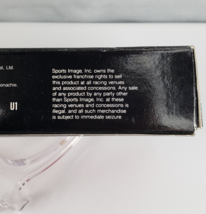 Sports Image, Inc. owns the
exclusive franchise rights to sell
this product at all racing venues
and associated concessions. Any sale
of any product by any party other
than Sports Image, Inc. at these
racing venues and concessions is
illegal, and all such merchandise
is subject to immediate seizure.
Ltd.
U1